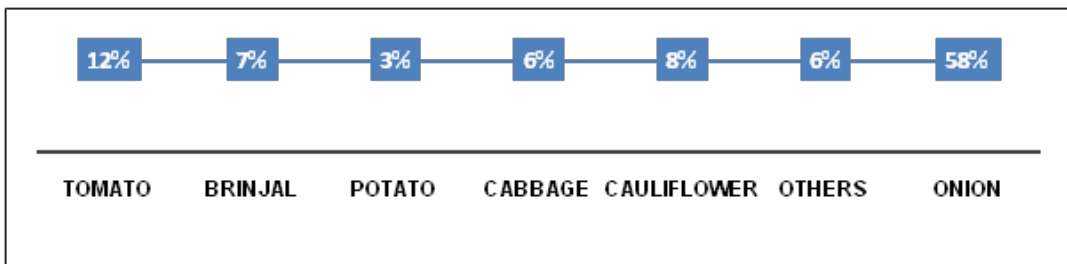 12% 7% 3% 6% 8% 6% 58%
TOMATO BRINJAL POTATO CABBAGE CAULIFLOWER OTHERS ONION